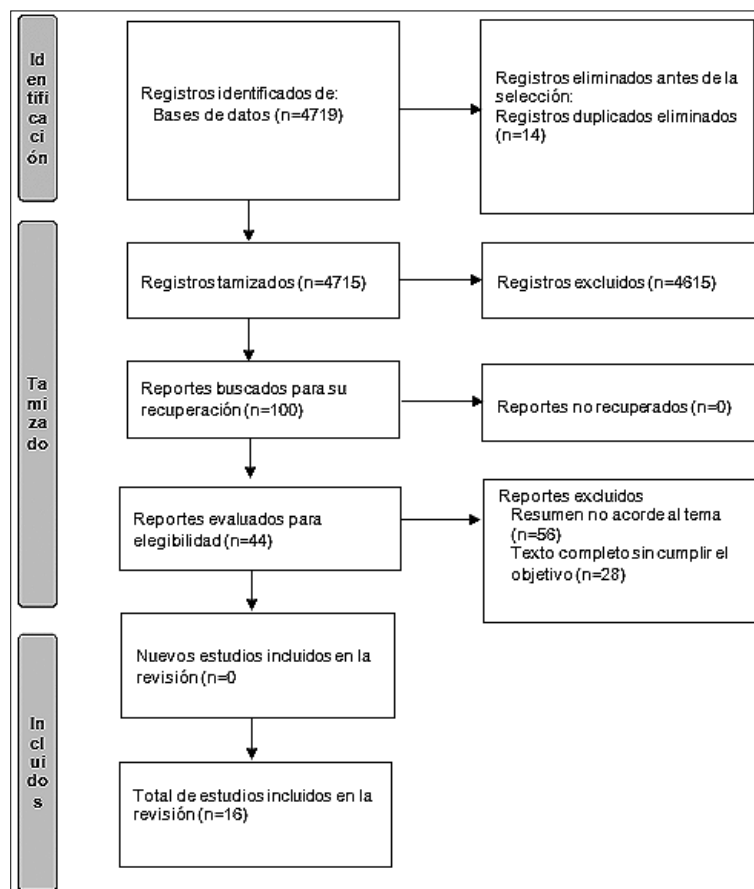 Id
en
tifi
ca
ci
ón
Registros identificados de:
Bases de datos (n=4719)
Registros eliminados antes de la
selección:
Registros duplicados eliminados
(n=14)
Ta
mi
za
do
Registros tamizados (n=4715)
Registros excluidos (n=4615)
Reportes buscados para su
recuperación (n=100)
Reportes no recuperados (n=0)
Reportes evaluados para
elegibilidad (n=44)
Reportes excluidos
Resumen no acorde al tema
(n=56)
Texto completo sin cumplir el
objetivo (n=28)
In
cl
ui
do
s
Nuevos estudios incluidos en la
revisión (n=0
Total de estudios incluidos en la
revisión (n=16)